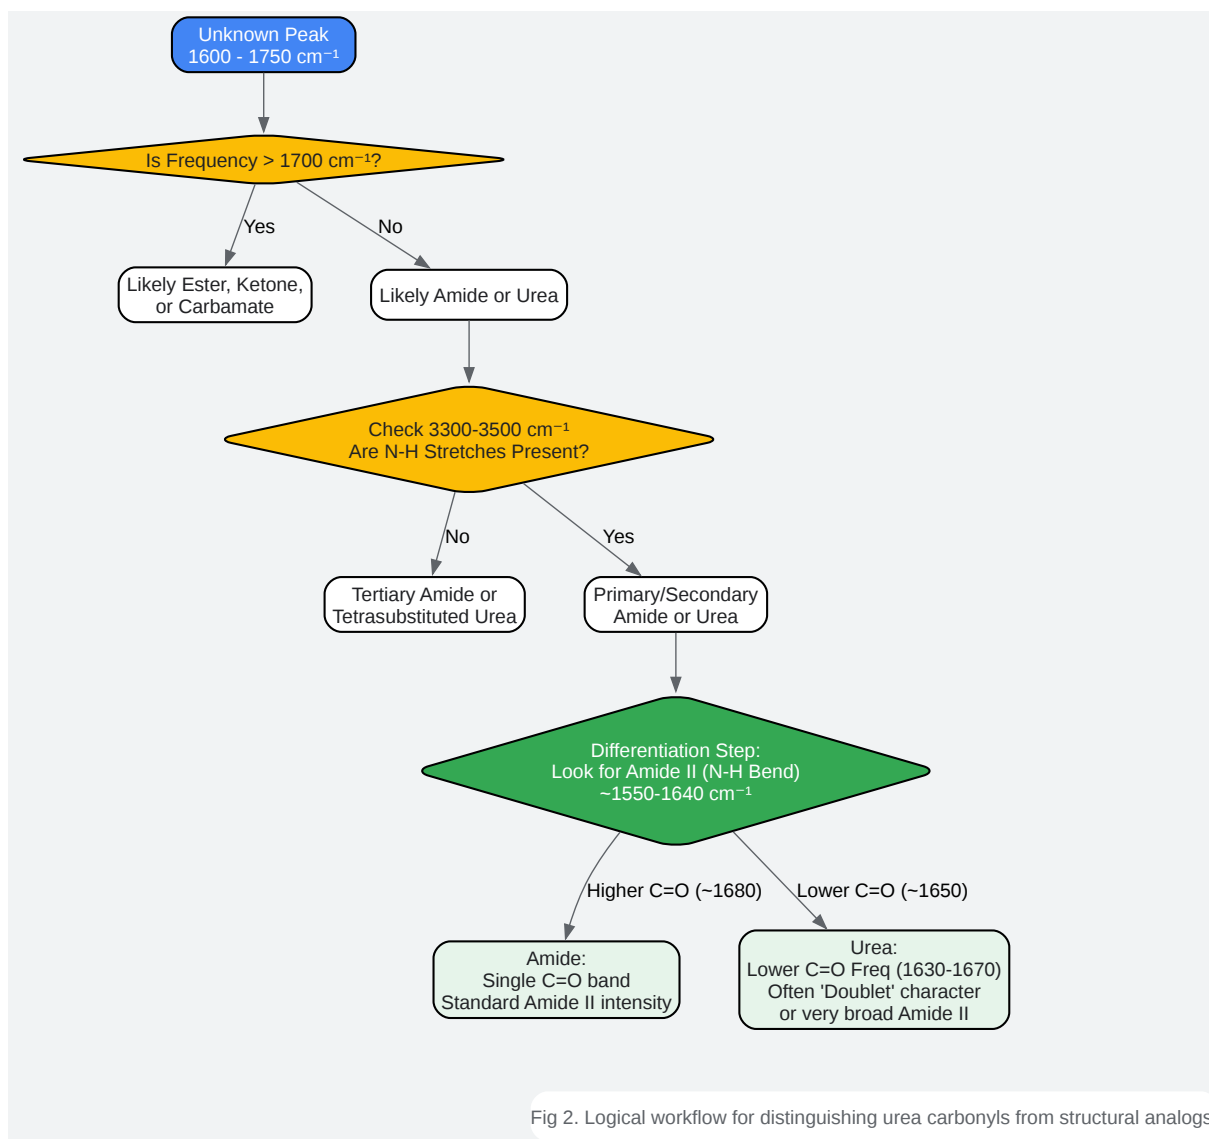 Unknown Peak
1600 - 1750 cm⁻¹
Is Frequency > 1700 cm⁻¹?
Yes
No
Likely Ester, Ketone,
or Carbamate
Likely Amide or Urea
Check 3300-3500 cm⁻¹
Are N-H Stretches Present?
No
Yes
Tertiary Amide or
Tetrasubstituted Urea
Primary/Secondary
Amide or Urea
Differentiation Step:
Look for Amide II (N-H Bend)
~1550-1640 cm⁻¹
Higher C=O (~1680)
Lower C=O (~1650)
Amide:
Single C=O band
Standard Amide II intensity
Urea:
Lower C=O Freq (1630-1670)
Often 'Doublet' character
or very broad Amide II
Fig 2. Logical workflow for distinguishing urea carbonyls from structural analogs